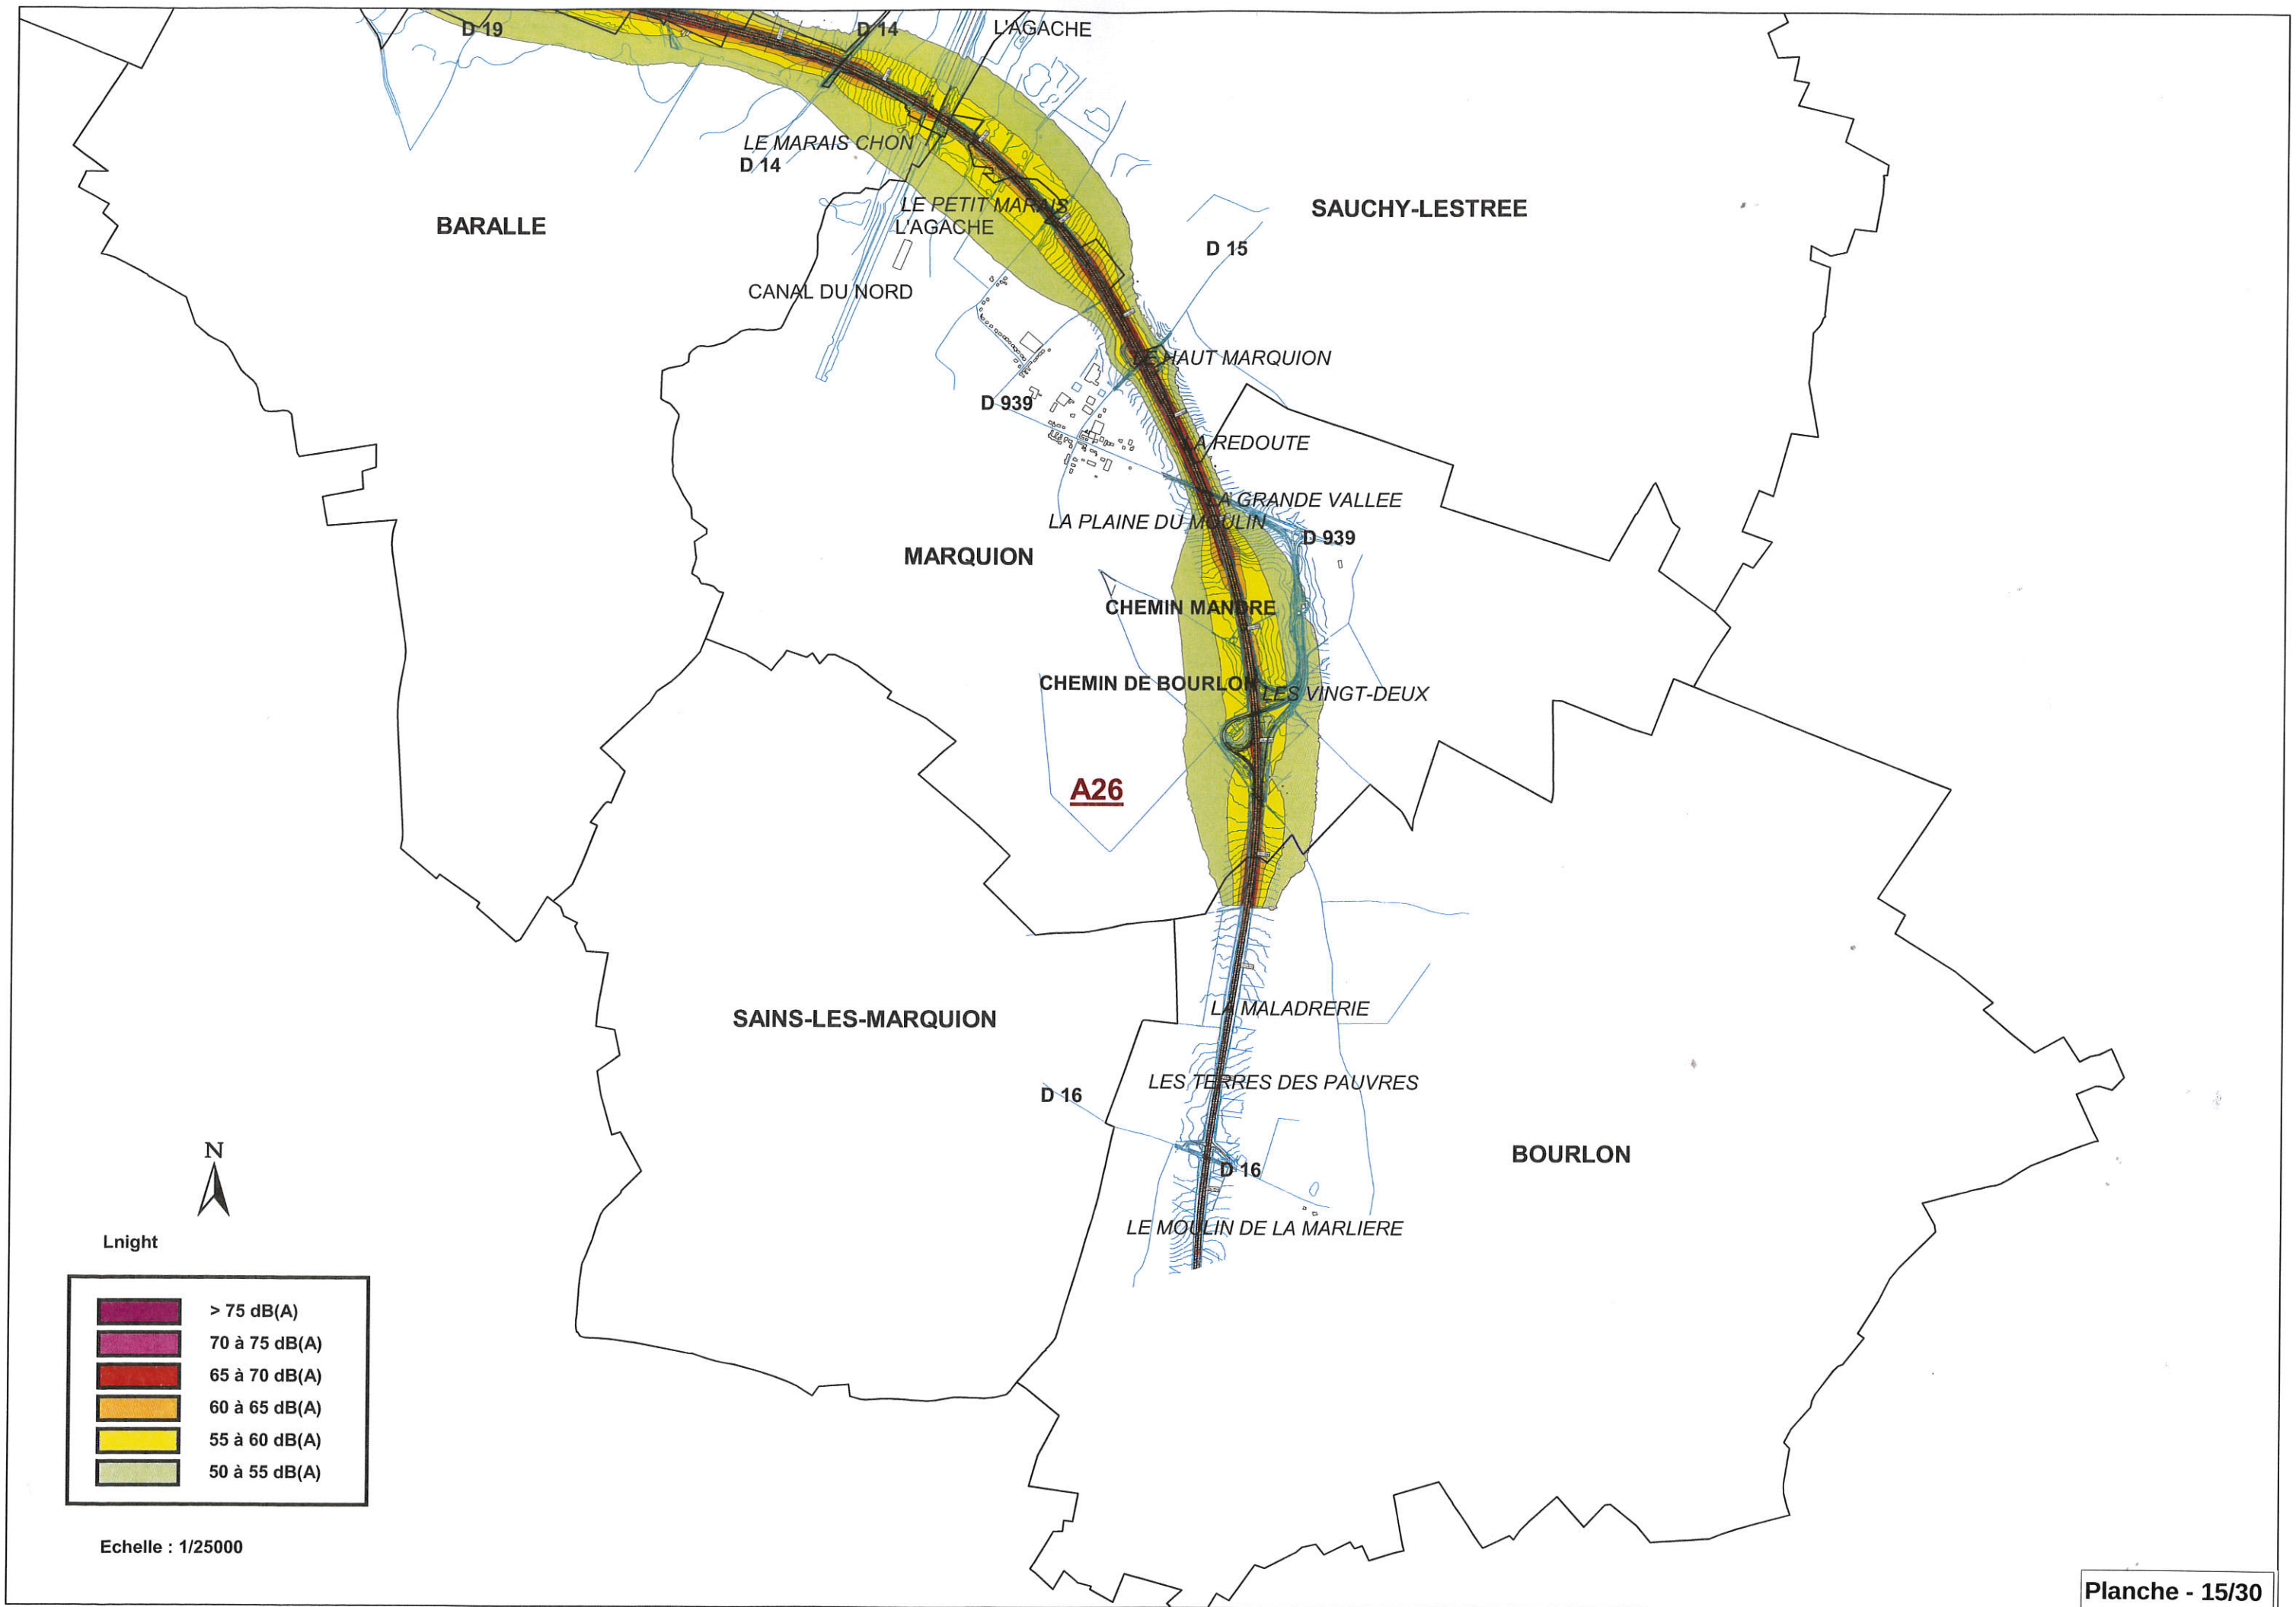 D 19
D 14
L'AGACHE
LE MARAIS CHON
D 14
LE PETIT MARAIS
L'AGACHE
SAUCHY-LESTREE
BARALLE
D 15
CANAL DU NORD
LE HAUT MARQUION
D 939
LA REDOUTE
LA GRANDE VALLEE
LA PLAINE DU MOULIN
D 939
MARQUION
CHEMIN MANDRE
CHEMIN DE BOURLON
LES VINGT-DEUX
A26
LA MALADRERIE
SAINS-LES-MARQUION
LES TERRES DES PAUVRES
D 16
BOURLON
D 16
LE MOULIN DE LA MARLIERE
N
Lnight
> 75 dB(A)
70 à 75 dB(A)
65 à 70 dB(A)
60 à 65 dB(A)
55 à 60 dB(A)
50 à 55 dB(A)
Echelle : 1/25000
Planche - 15/30